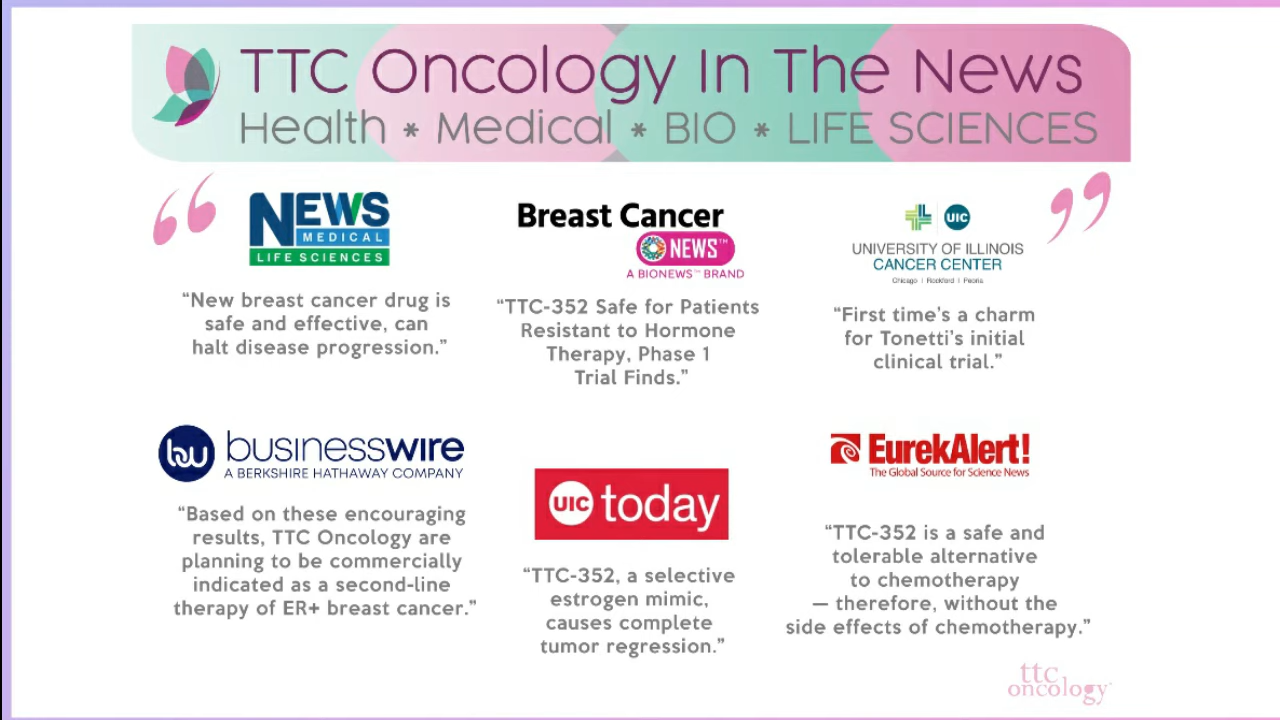 TTC Oncology In The News
Health * Medical * BIO * LIFE SCIENCES
“
”
NEWS
MEDICAL
LIFE SCIENCES
“New breast cancer drug is
safe and effective, can
halt disease progression.”
Breast Cancer
NEWS™
A BIONEWS™ BRAND
“TTC-352 Safe for Patients
Resistant to Hormone
Therapy, Phase 1
Trial Finds.”
UIC
UNIVERSITY OF ILLINOIS
CANCER CENTER
Chicago | Rockford | Peoria
“First time’s a charm
for Tonetti’s initial
clinical trial.”
bw businesswire
A BERKSHIRE HATHAWAY COMPANY
“Based on these encouraging
results, TTC Oncology are
planning to be commercially
indicated as a second-line
therapy of ER+ breast cancer.”
UIC today
“TTC-352, a selective
estrogen mimic,
causes complete
tumor regression.”
EurekAlert!
The Global Source for Science News
“TTC-352 is a safe and
tolerable alternative
to chemotherapy
— therefore, without the
side effects of chemotherapy.”
ttc
oncology™